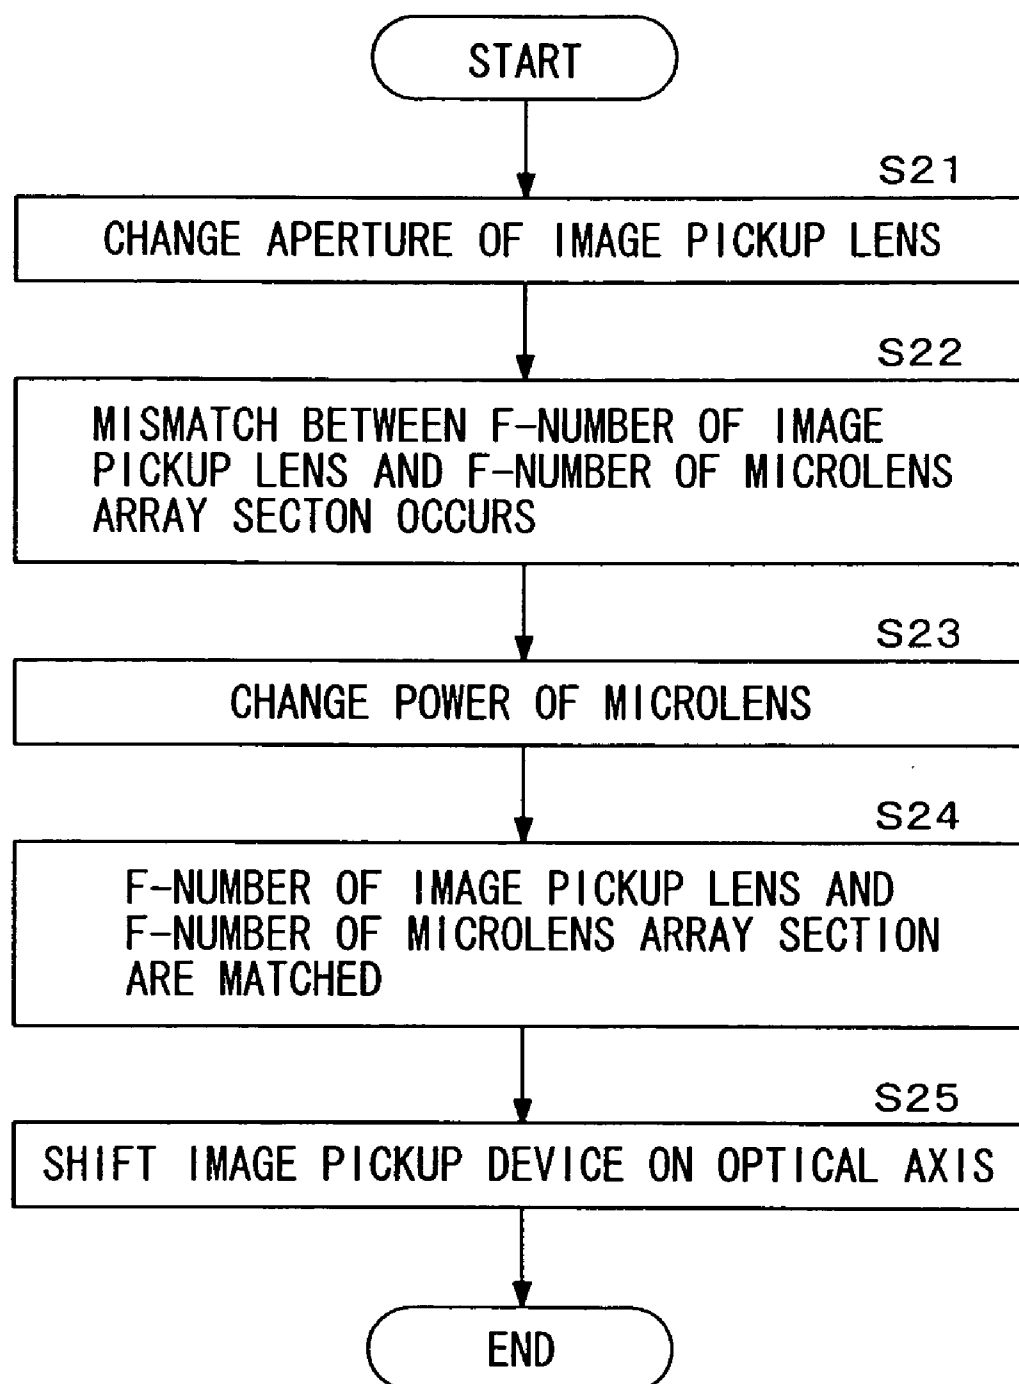 START
S21
CHANGE APERTURE OF IMAGE PICKUP LENS
S22
MISMATCH BETWEEN F-NUMBER OF IMAGE
PICKUP LENS AND F-NUMBER OF MICROLENS
ARRAY SECTON OCCURS
S23
CHANGE POWER OF MICROLENS
S24
F-NUMBER OF IMAGE PICKUP LENS AND
F-NUMBER OF MICROLENS ARRAY SECTION
ARE MATCHED
S25
SHIFT IMAGE PICKUP DEVICE ON OPTICAL AXIS
END